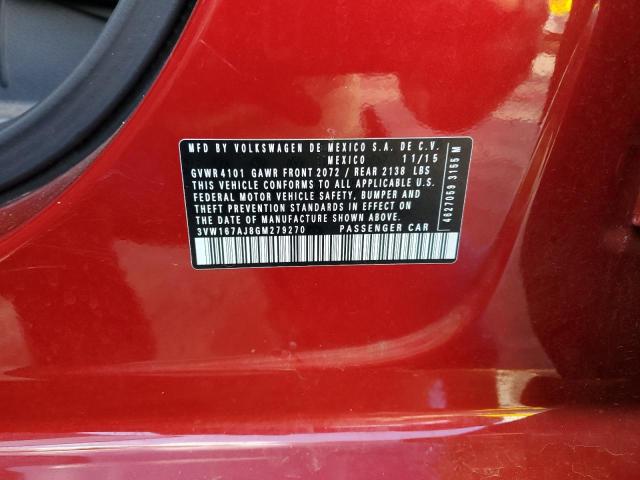 MFD BY VOLKSWAGEN DE MEXICO S.A. DE C.V.
MEXICO 11/15
GVWR 4101 GAWR FRONT 2072 / REAR 2138 LBS
THIS VEHICLE CONFORMS TO ALL APPLICABLE U.S.
FEDERAL MOTOR VEHICLE SAFETY, BUMPER, AND
THEFT PREVENTION STANDARDS IN EFFECT ON THE
DATE OF MANUFACTURE SHOWN ABOVE.
3VW167AJ8GM279270 PASSENGER CAR
4627059 3155 M